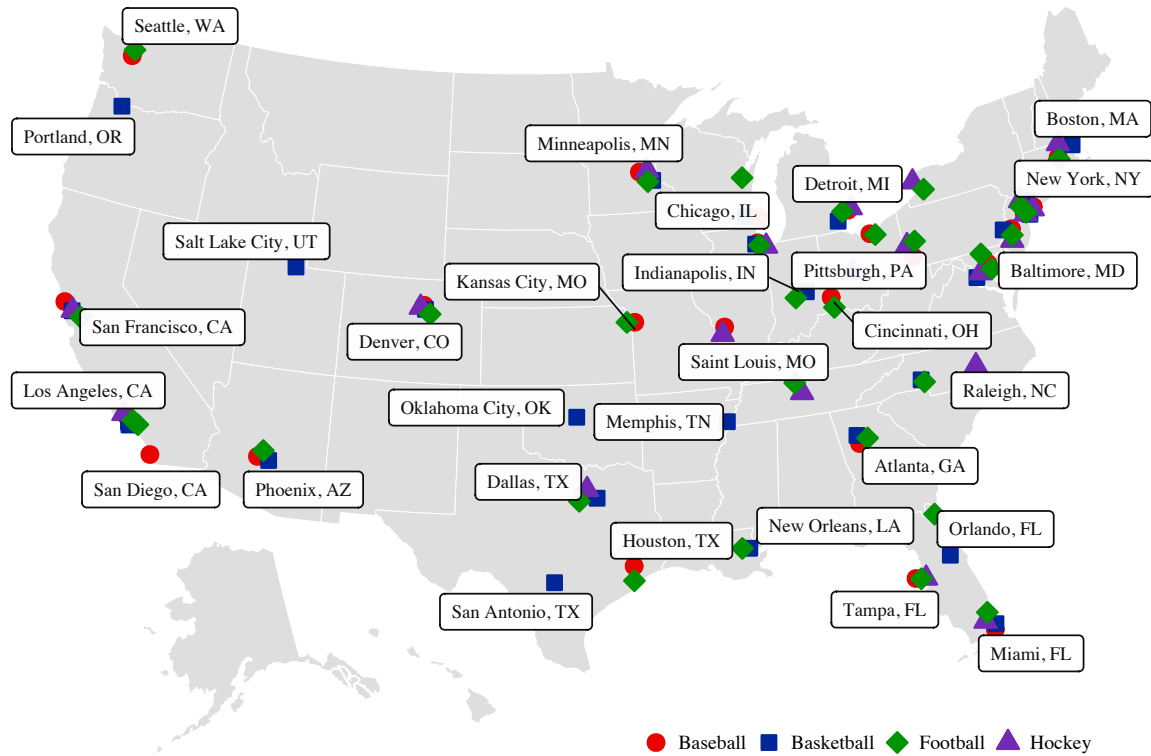 Seattle, WA
Portland, OR
Boston, MA
Minneapolis, MN
New York, NY
Detroit, MI
Chicago, IL
Salt Lake City, UT
Kansas City, MO
Indianapolis, IN
Pittsburgh, PA
Baltimore, MD
San Francisco, CA
Denver, CO
Cincinnati, OH
Saint Louis, MO
Los Angeles, CA
Raleigh, NC
Oklahoma City, OK
Memphis, TN
San Diego, CA
Phoenix, AZ
Dallas, TX
Atlanta, GA
Houston, TX
New Orleans, LA
Orlando, FL
San Antonio, TX
Tampa, FL
Miami, FL
Baseball Basketball Football Hockey